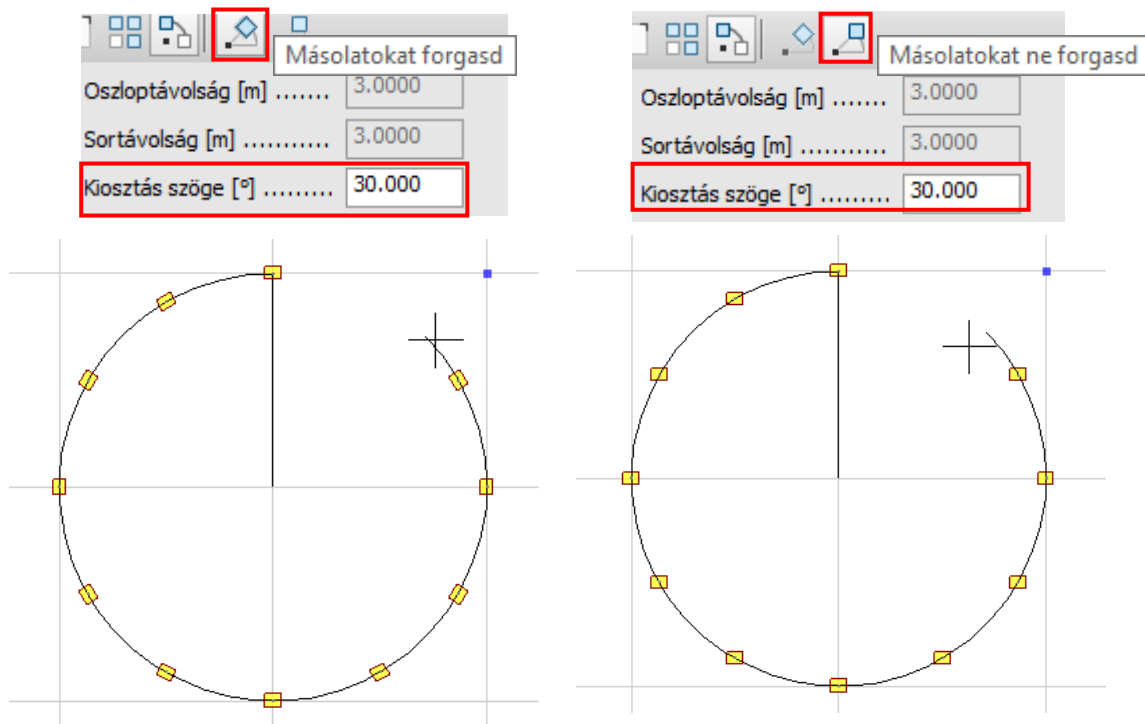 Másolatokat forgasd
Oszloptávolság [m] ....... 3.0000
Sortávolság [m] ........... 3.0000
Kiosztás szöge [°] ......... 30.000
Másolatokat ne forgasd
Oszloptávolság [m] ....... 3.0000
Sortávolság [m] ........... 3.0000
Kiosztás szöge [°] ......... 30.000